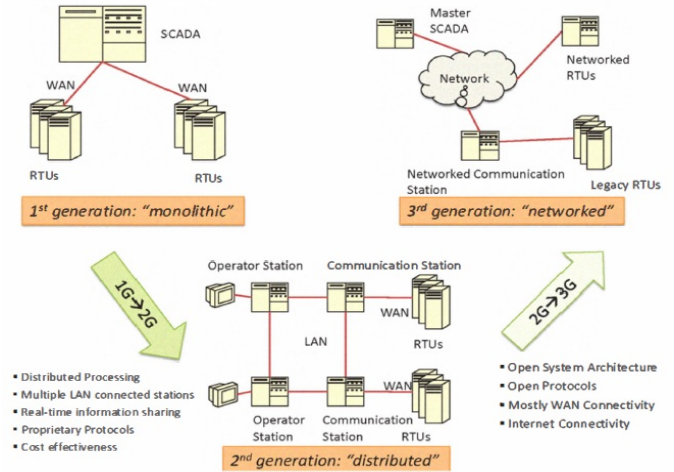 SCADA
WAN
WAN
RTUs
RTUs
1st generation: “monolithic”
Master
SCADA
Network
Networked
RTUs
Networked Communication
Station
Legacy RTUs
3rd generation: “networked”
1G→2G
▪ Distributed Processing
▪ Multiple LAN connected stations
▪ Real-time information sharing
▪ Proprietary Protocols
▪ Cost effectiveness
Operator Station
Communication Station
WAN
RTUs
LAN
WAN
Operator
Station
Communication
Station
RTUs
2nd generation: “distributed”
2G→3G
▪ Open System Architecture
▪ Open Protocols
▪ Mostly WAN Connectivity
▪ Internet Connectivity